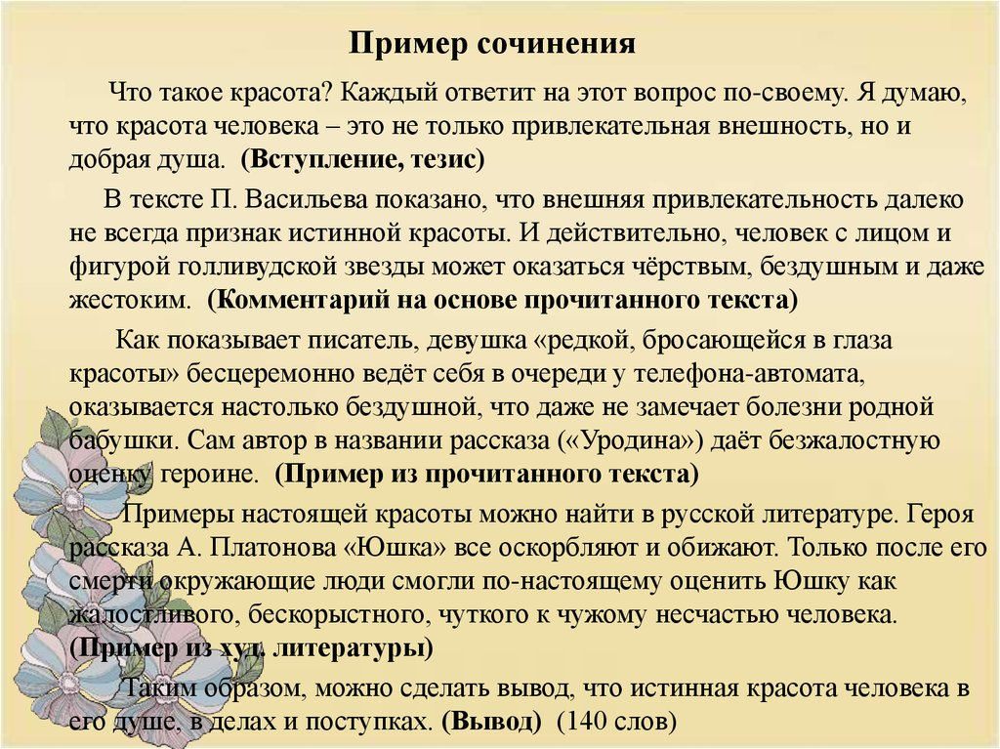 Пример сочинения
Что такое красота? Каждый ответит на этот вопрос по-своему. Я думаю,
что красота человека – это не только привлекательная внешность, но и
добрая душа. (Вступление, тезис)
В тексте П. Васильева показано, что внешняя привлекательность далеко
не всегда признак истинной красоты. И действительно, человек с лицом и
фигурой голливудской звезды может оказаться чёрствым, бездушным и даже
жестоким. (Комментарий на основе прочитанного текста)
Как показывает писатель, девушка «редкой, бросающейся в глаза
красоты» бесцеремонно ведёт себя в очереди у телефона-автомата,
оказывается настолько бездушной, что даже не замечает болезни родной
бабушки. Сам автор в названии рассказа («Уродина») даёт безжалостную
оценку героине. (Пример из прочитанного текста)
Примеры настоящей красоты можно найти в русской литературе. Героя
рассказа А. Платонова «Юшка» все оскорбляют и обижают. Только после его
смерти окружающие люди смогли по-настоящему оценить Юшку как
жалостливого, бескорыстного, чуткого к чужому несчастью человека.
(Пример из худ. литературы)
Таким образом, можно сделать вывод, что истинная красота человека в
его душе, в делах и поступках. (Вывод) (140 слов)